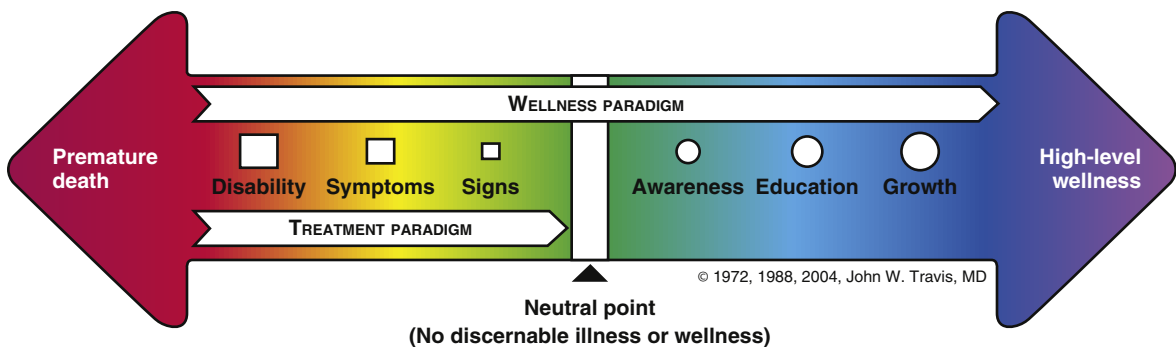 WELLNESS PARADIGM
Premature
death
Disability
Symptoms
Signs
Awareness
Education
Growth
High-level
wellness
TREATMENT PARADIGM
© 1972, 1988, 2004, John W. Travis, MD
Neutral point
(No discernable illness or wellness)